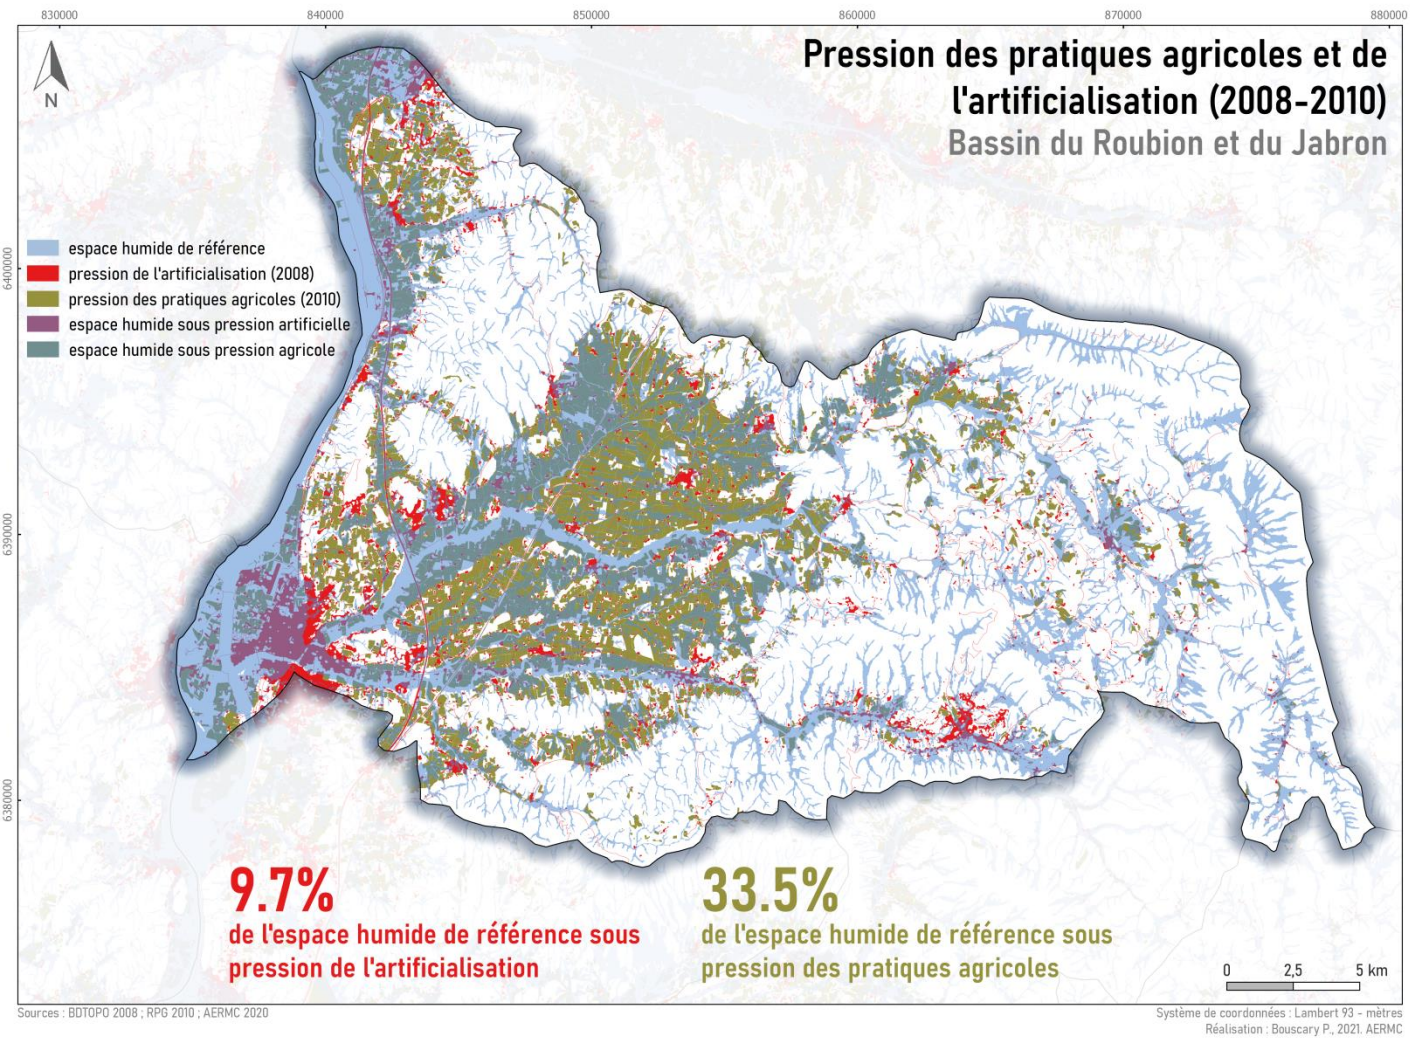 830000
840000
850000
860000
870000
880000
Pression des pratiques agricoles et de
l'artificialisation (2008-2010)
Bassin du Roubion et du Jabron
N
6400000
6390000
6380000
espace humide de référence
pression de l'artificialisation (2008)
pression des pratiques agricoles (2010)
espace humide sous pression artificielle
espace humide sous pression agricole
9.7%
de l'espace humide de référence sous
pression de l'artificialisation
33.5%
de l'espace humide de référence sous
pression des pratiques agricoles
0 2,5 5 km
Sources : BDTOPO 2008 ; RPG 2010 ; AERMC 2020
Système de coordonnées : Lambert 93 - mètres
Réalisation : Bouscary P., 2021. AERMC